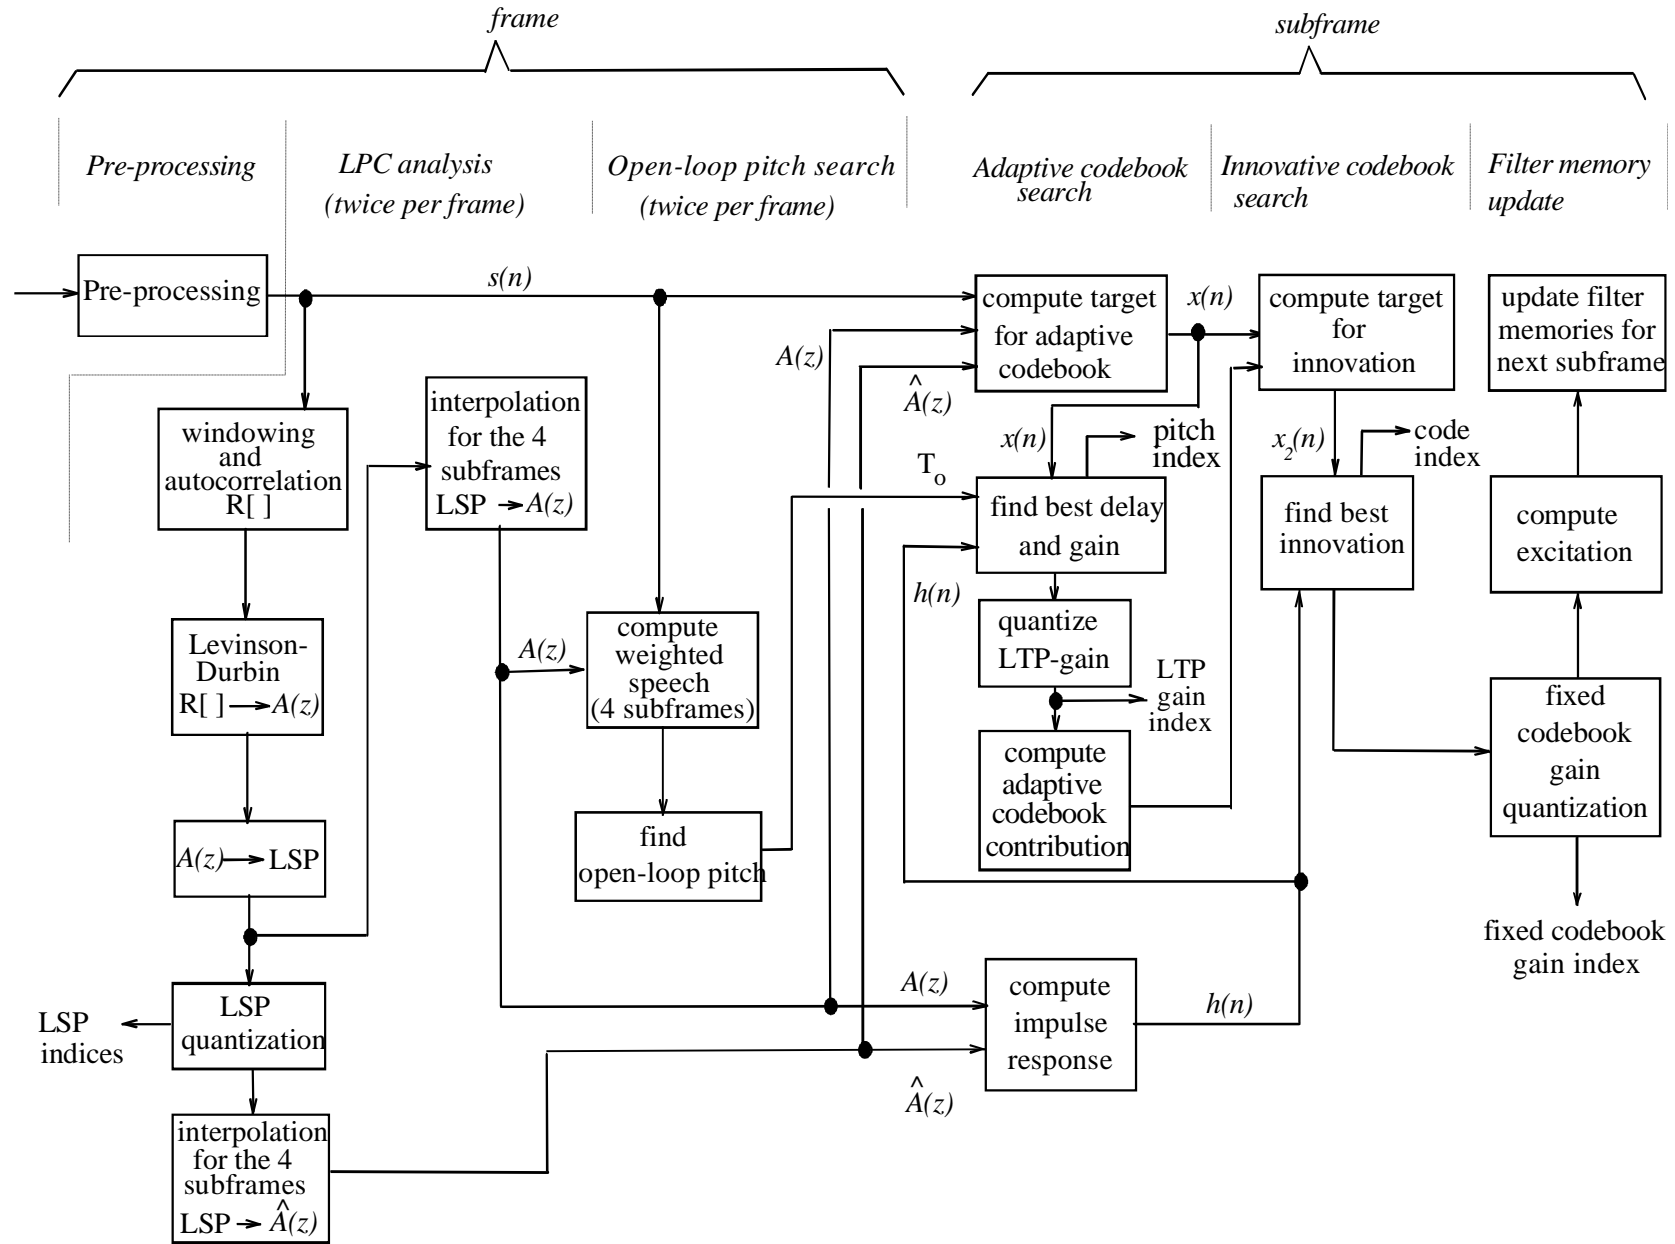 frame
subframe
Pre-processing
LPC analysis
(twice per frame)
Open-loop pitch search
(twice per frame)
Adaptive codebook
search
Innovative codebook
search
Filter memory
update
Pre-processing
s(n)
windowing
and
autocorrelation
R[ ]
Levinson-
Durbin
R[ ] → A(z)
A(z) → LSP
LSP
quantization
LSP
indices
interpolation
for the 4
subframes
LSP → Â(z)
interpolation
for the 4
subframes
LSP → A(z)
A(z)
compute
weighted
speech
(4 subframes)
find
open-loop pitch
A(z)
Â(z)
T₀
h(n)
compute target
for adaptive
codebook
x(n)
x(n)
pitch
index
find best delay
and gain
quantize
LTP-gain
LTP
gain
index
compute
adaptive
codebook
contribution
A(z)
Â(z)
compute
impulse
response
h(n)
compute target
for
innovation
x₂(n)
code
index
find best
innovation
update filter
memories for
next subframe
compute
excitation
fixed
codebook
gain
quantization
fixed codebook
gain index